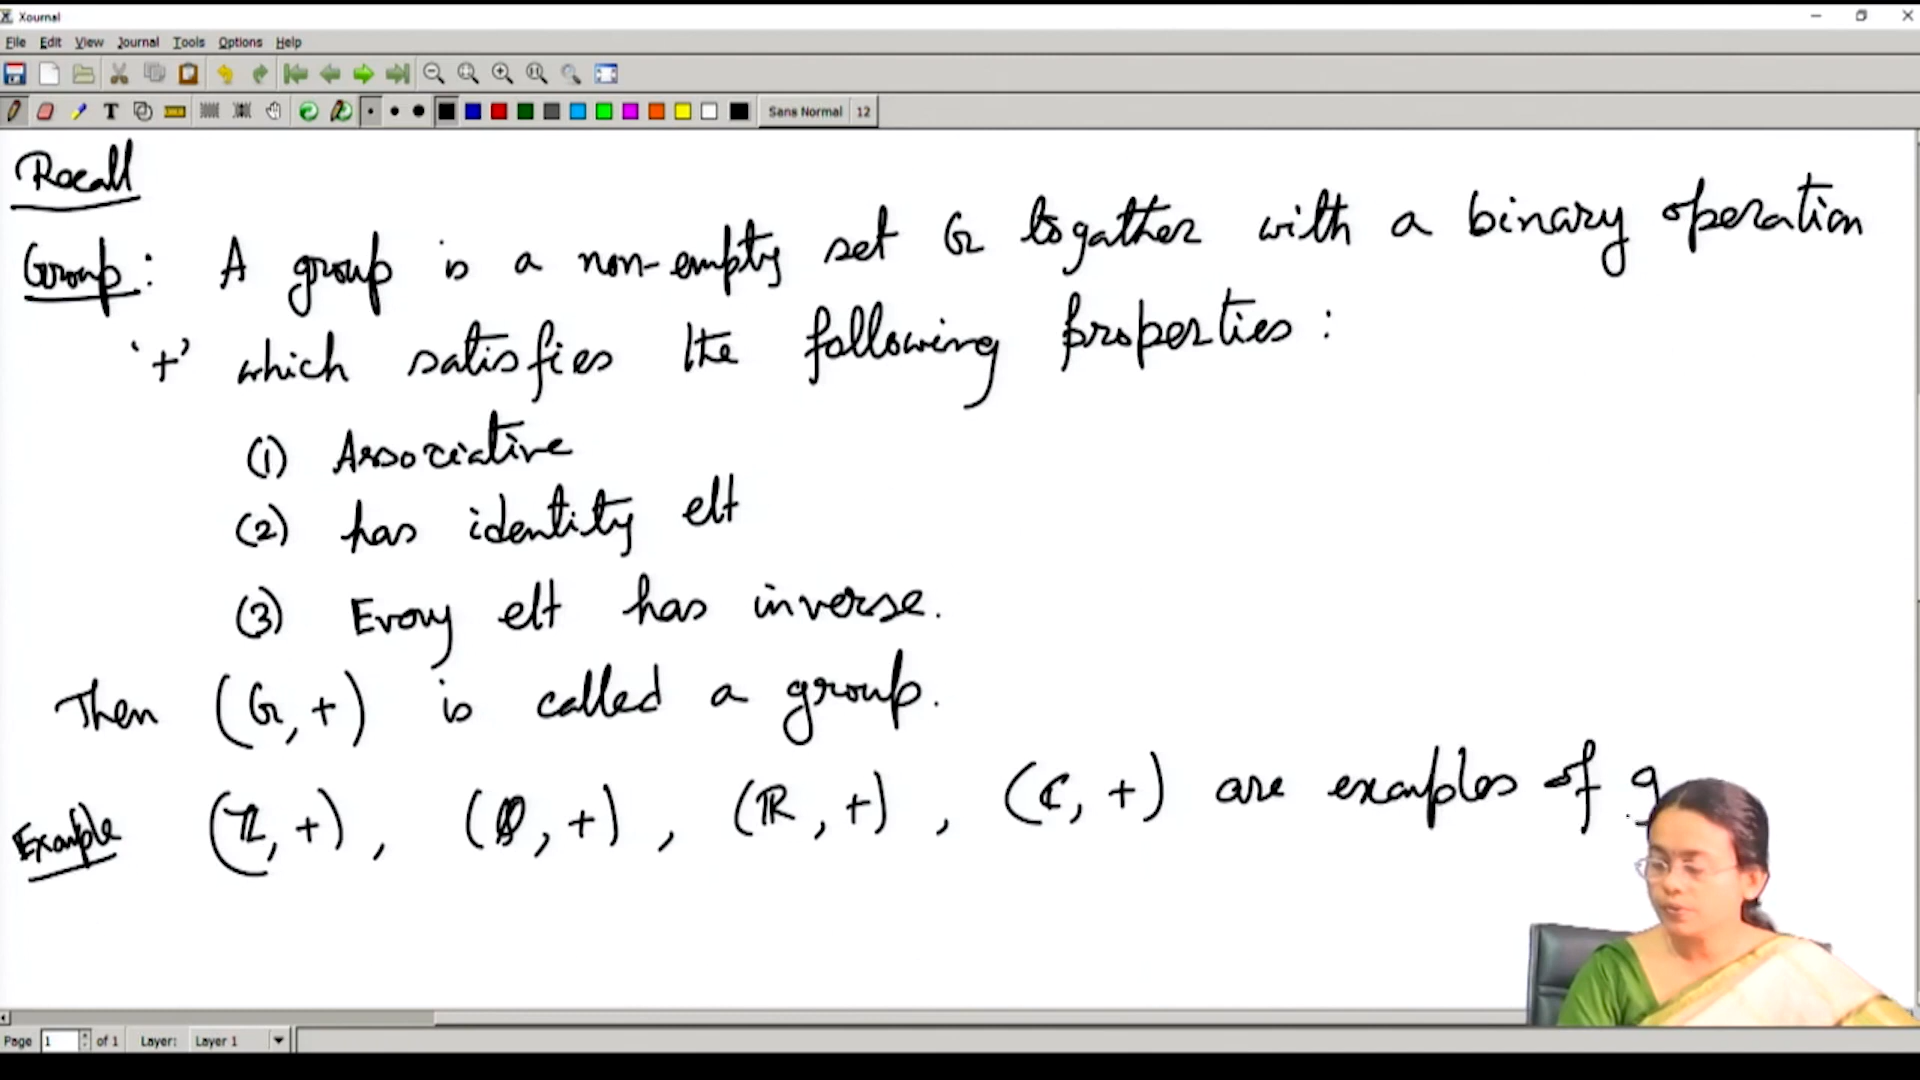 Xournal
File Edit View Journal Tools Options Help
Sans Normal 12
Recall
Group: A group is a non-empty set G togather with a binary operation
'+' which satisfies the following properties:
(1) Associative
(2) has identity elt
(3) Every elt has inverse.
Then (G, +) is called a group.
Example (ℤ, +), (ℚ, +), (ℝ, +), (ℂ, +) are examples of g
Page 1 of 1 Layer: Layer 1